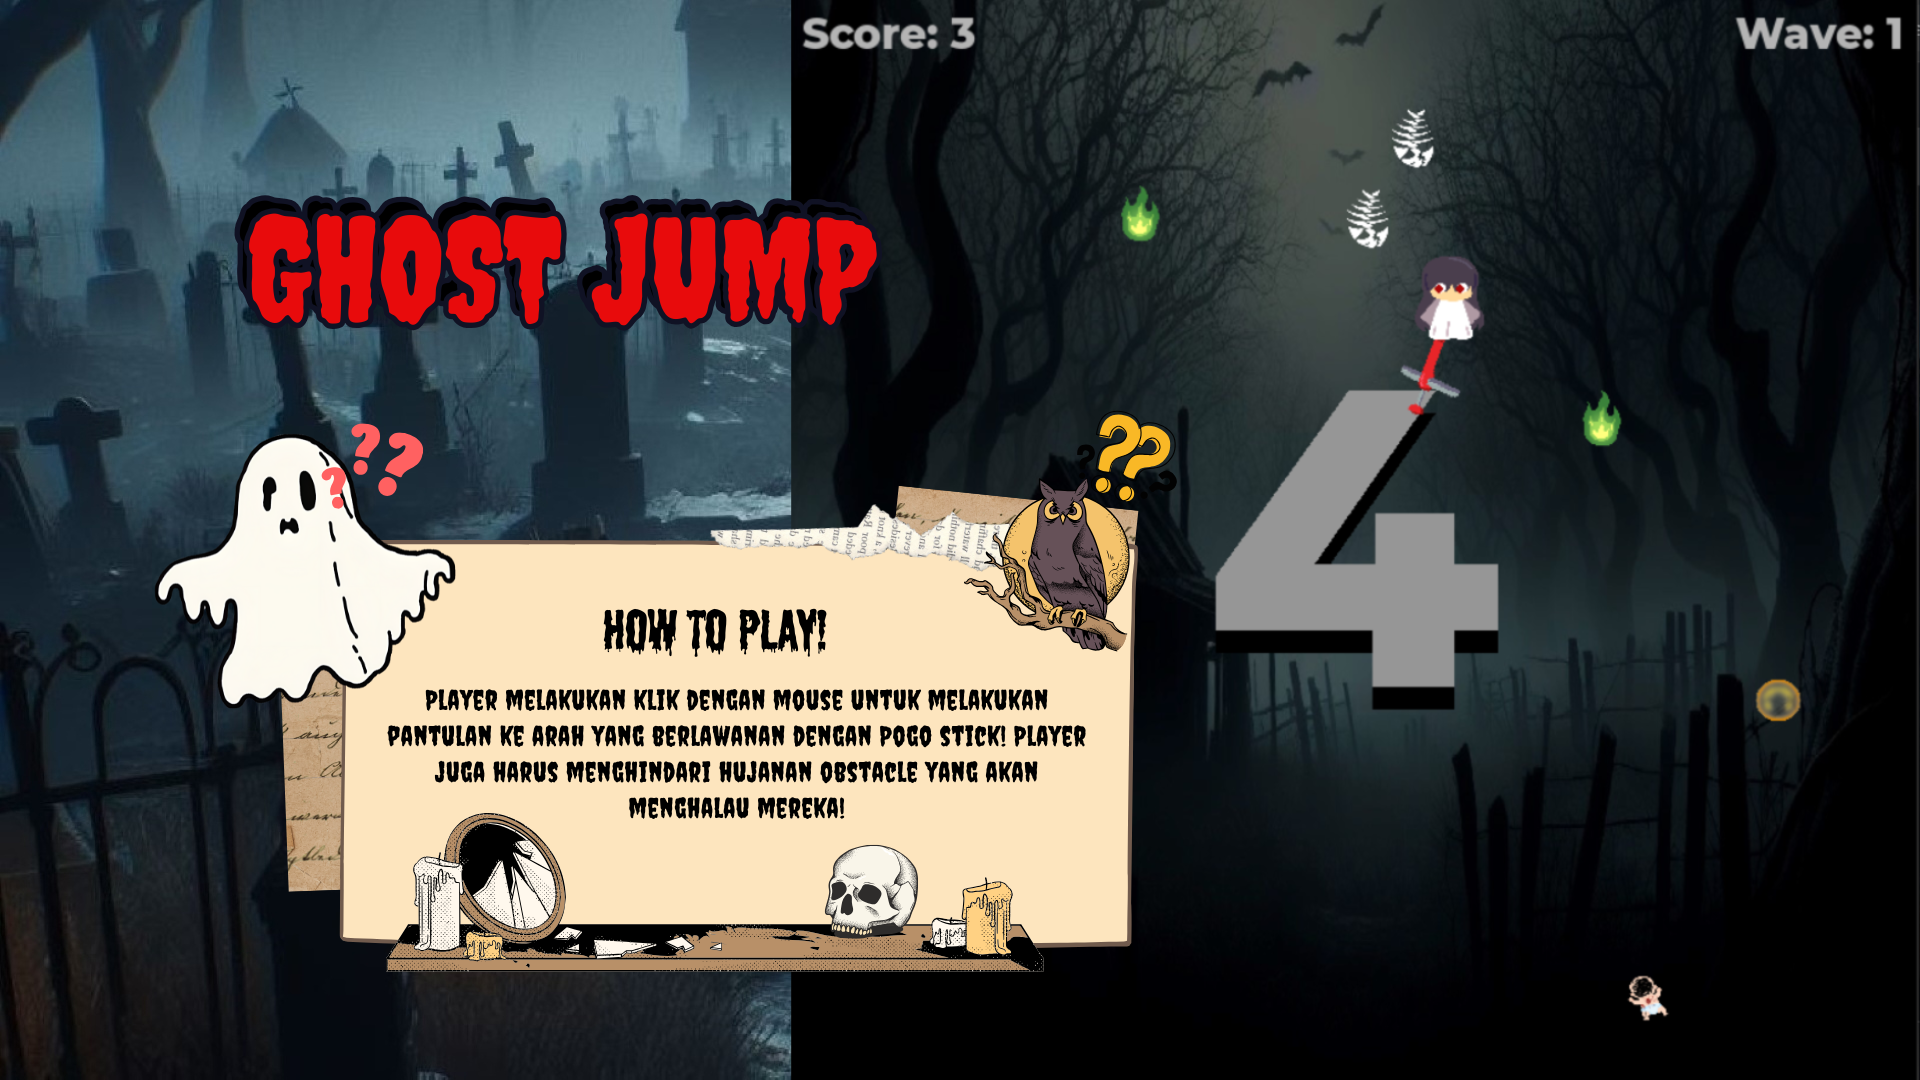 Score: 3
Wave: 1
GHOST JUMP
??
?
??
HOW TO PLAY!
PLAYER MELAKUKAN KLIK DENGAN MOUSE UNTUK MELAKUKAN
PANTULAN KE ARAH YANG BERLAWANAN DENGAN POGO STICK! PLAYER
JUGA HARUS MENGHINDARI HUJANAN OBSTACLE YANG AKAN
MENGHALAU MEREKA!
4